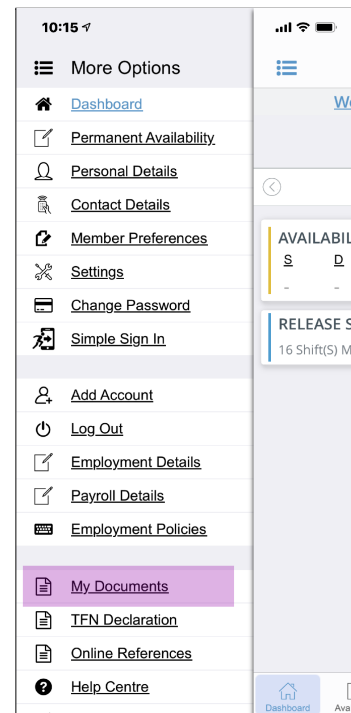 10:15
More Options
Dashboard
Permanent Availability
Personal Details
Contact Details
Member Preferences
Settings
Change Password
Simple Sign In
Add Account
Log Out
Employment Details
Payroll Details
Employment Policies
My Documents
TFN Declaration
Online References
Help Centre
AVAILABIL
S D
- -
RELEASE S
16 Shift(S) M
Dashboard Ava